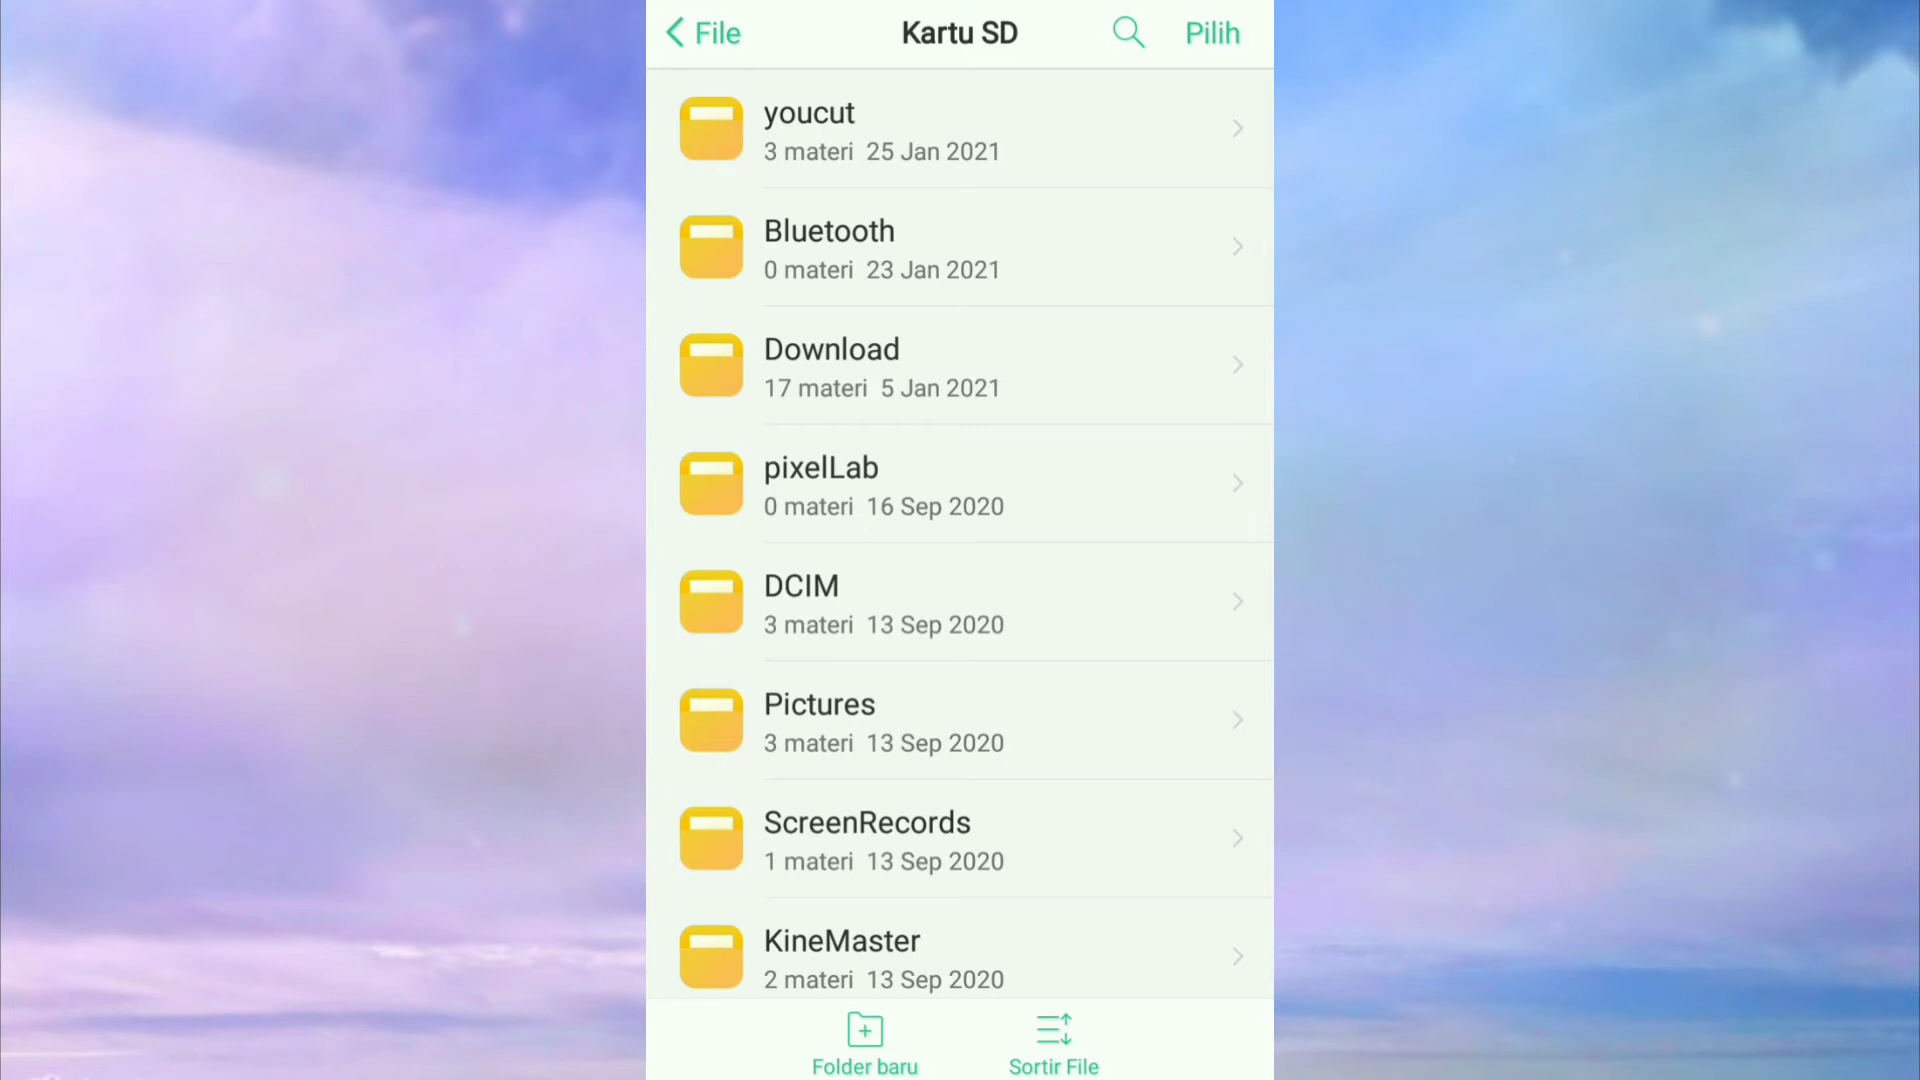 File
Kartu SD
Pilih
youcut
3 materi 25 Jan 2021
Bluetooth
0 materi 23 Jan 2021
Download
17 materi 5 Jan 2021
pixelLab
0 materi 16 Sep 2020
DCIM
3 materi 13 Sep 2020
Pictures
3 materi 13 Sep 2020
ScreenRecords
1 materi 13 Sep 2020
KineMaster
2 materi 13 Sep 2020
Folder baru
Sortir File